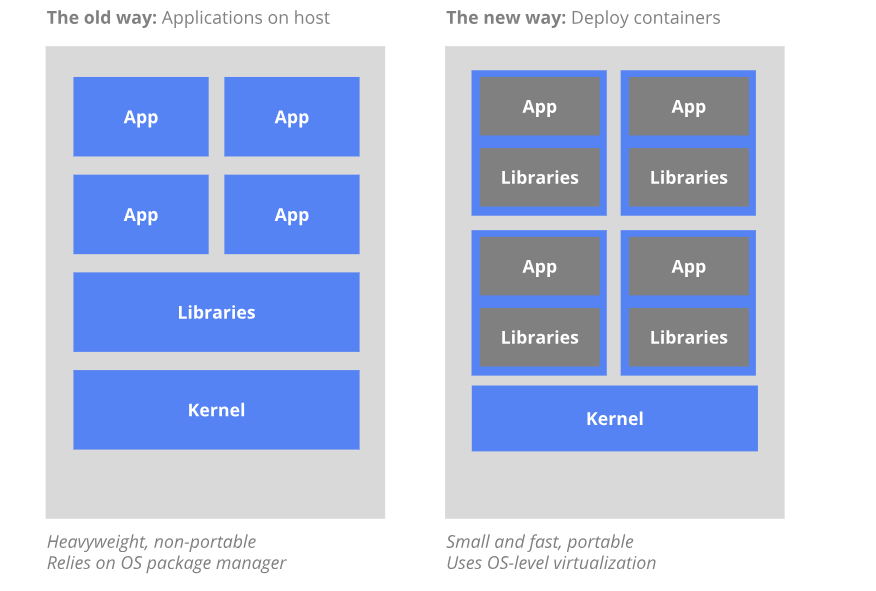 The old way: Applications on host
App
App
App
App
Libraries
Kernel
Heavyweight, non-portable
Relies on OS package manager
The new way: Deploy containers
App
App
Libraries
Libraries
App
App
Libraries
Libraries
Kernel
Small and fast, portable
Uses OS-level virtualization